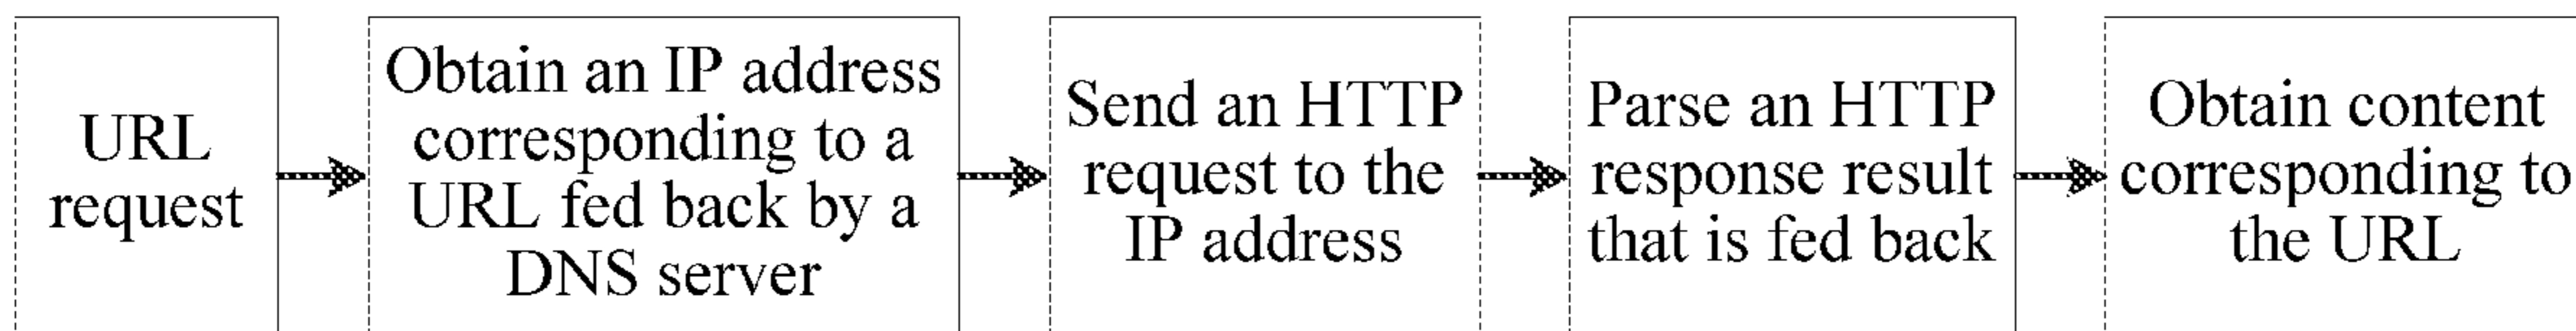 URL
request
Obtain an IP address
corresponding to a
URL fed back by a
DNS server
Send an HTTP
request to the
IP address
Parse an HTTP
response result
that is fed back
Obtain content
corresponding to
the URL